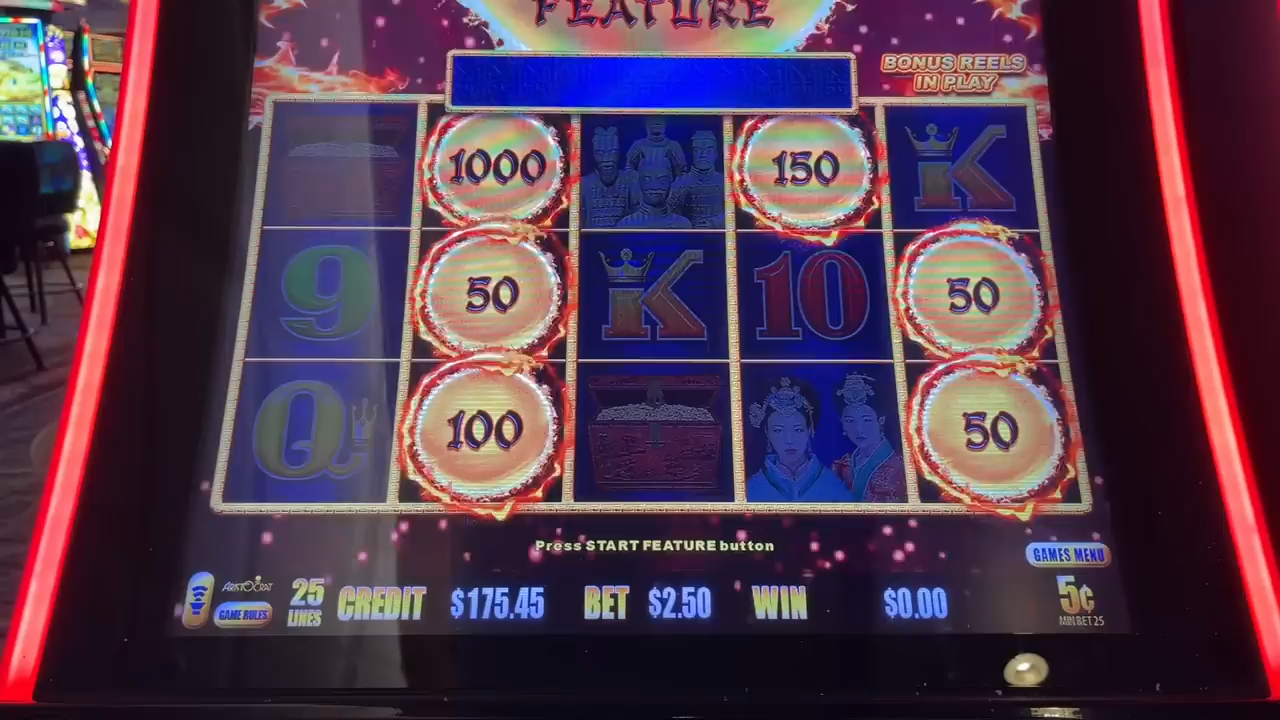 FEATURE
BONUS REELS
IN PLAY
1000
150
K
9
50
K
10
50
Q
100
50
Press START FEATURE button
GAMES MENU
ARISTOCRAT
GAME RULES
25
LINES
CREDIT $175.45 BET $2.50 WIN $0.00
5¢
MIN BET 25